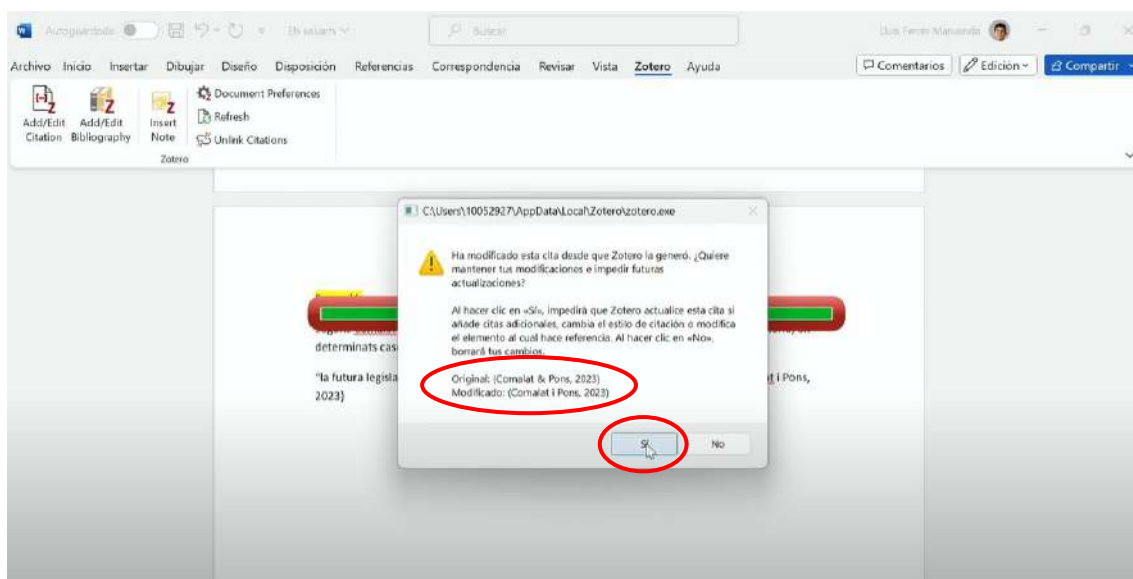 Autoguardado
Buscar
Lluís Ferrer
Archivo Inicio Insertar Dibujar Diseño Disposición Referencias Correspondencia Revisar Vista Zotero Ayuda
Comentarios Edición Compartir
Add/Edit Citation
Add/Edit Bibliography
Insert Note
Document Preferences
Refresh
Unlink Citations
Zotero
C:\Users\10052927\AppData\Local\Zotero\zotero.exe
Ha modificado esta cita desde que Zotero la generó. ¿Quiere
mantener tus modificaciones e impedir futuras
actualizaciones?
Al hacer clic en «Sí», impedirá que Zotero actualice esta cita si
añade citas adicionales, cambia el estilo de citación o modifica
el elemento al cuál hace referencia. Al hacer clic en «No»,
borrará tus cambios.
Original: (Comalat & Pons, 2023)
Modificado: (Comalat i Pons, 2023)
Sí No
determinats cas
"la futura legisla
t i Pons,
2023)